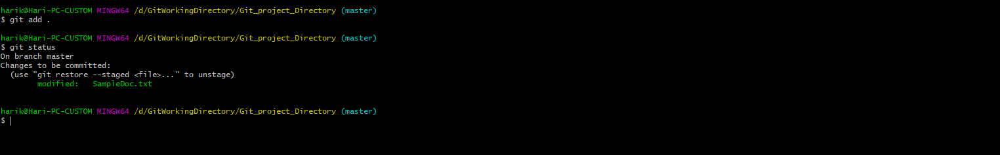 harik@Hari-PC-CUSTOM MINGW64 /d/GitWorkingDirectory/Git_project_Directory (master)
$ git add .
harik@Hari-PC-CUSTOM MINGW64 /d/GitWorkingDirectory/Git_project_Directory (master)
$ git status
On branch master
Changes to be committed:
  (use "git restore --staged <file>..." to unstage)
        modified:   SampleDoc.txt
harik@Hari-PC-CUSTOM MINGW64 /d/GitWorkingDirectory/Git_project_Directory (master)
$